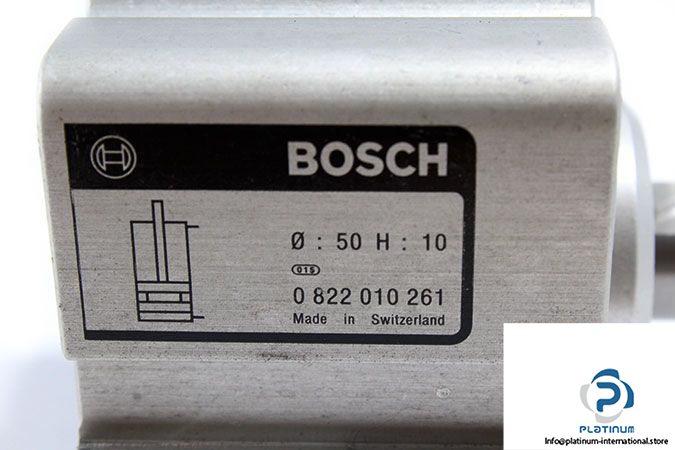 BOSCH
Ø : 50 H : 10
015
0 822 010 261
Made in Switzerland
PLATINUM
Info@platinum-international.store